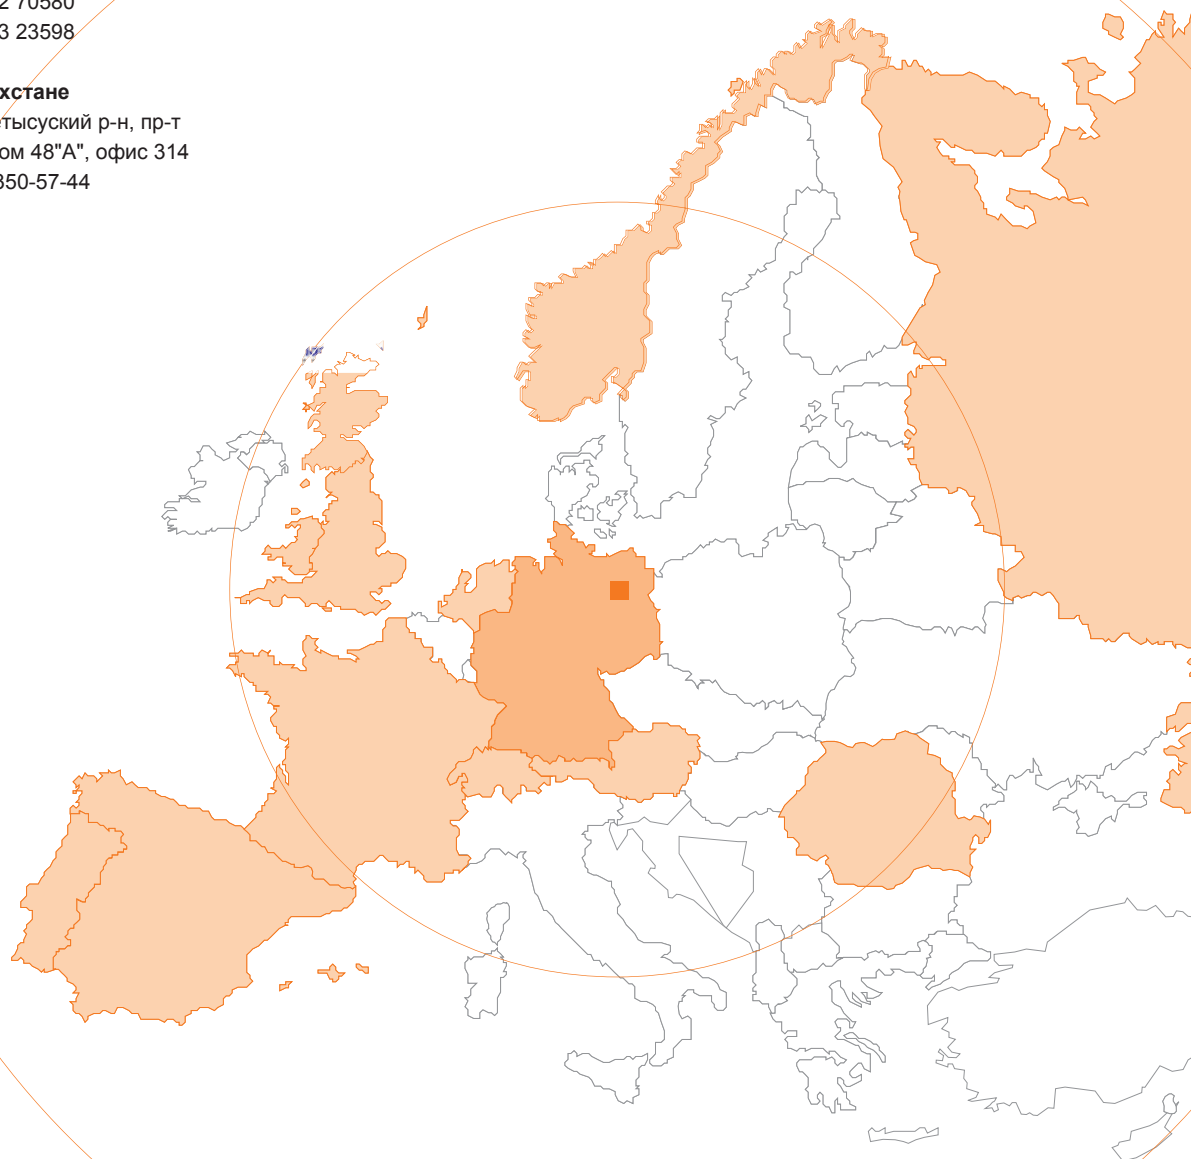 2 70580
3 23598
хстане
тысуский р-н, пр-т
ом 48"А", офис 314
350-57-44